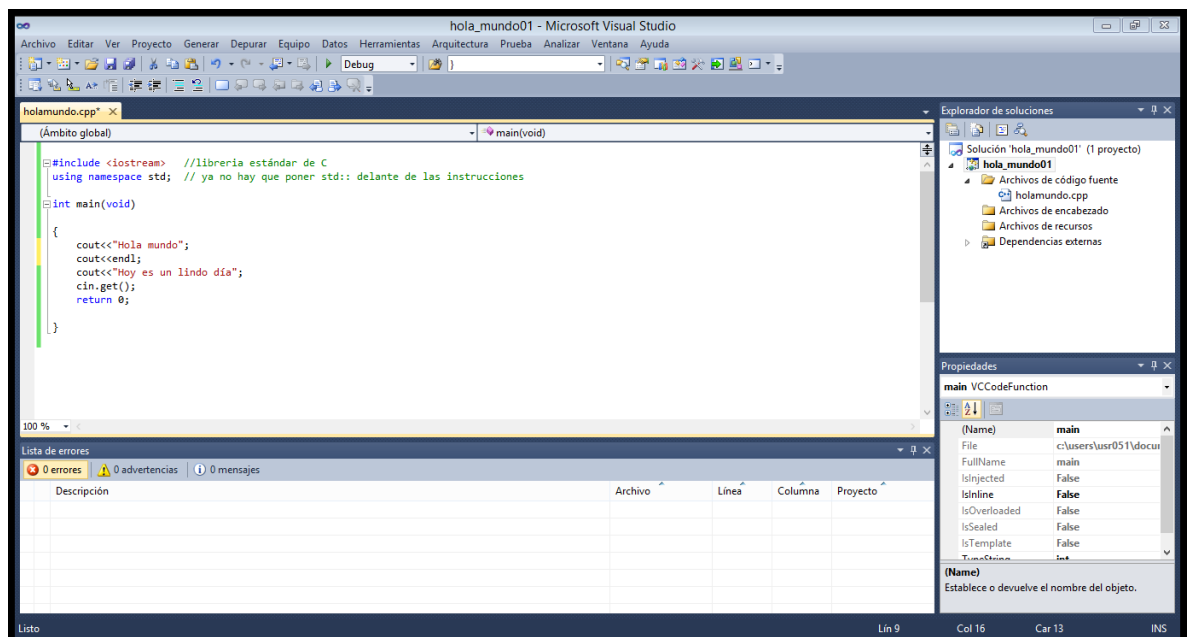 hola_mundo01 - Microsoft Visual Studio
Archivo Editar Ver Proyecto Generar Depurar Equipo Datos Herramientas Arquitectura Prueba Analizar Ventana Ayuda
Debug }
holamundo.cpp*
(Ámbito global) main(void)
#include <iostream> //libreria estándar de C
using namespace std; // ya no hay que poner std:: delante de las instrucciones
int main(void)
{
cout<<"Hola mundo";
cout<<endl;
cout<<"Hoy es un lindo día";
cin.get();
return 0;
}
100 %
Lista de errores
0 errores 0 advertencias 0 mensajes
Descripción Archivo Línea Columna Proyecto
Explorador de soluciones
Solución 'hola_mundo01' (1 proyecto)
hola_mundo01
Archivos de código fuente
holamundo.cpp
Archivos de encabezado
Archivos de recursos
Dependencias externas
Propiedades
main VCCodeFunction
(Name) main
File c:\users\usr051\docur
FullName main
IsInjected False
IsInline False
IsOverloaded False
IsSealed False
IsTemplate False
TypeString int
(Name)
Establece o devuelve el nombre del objeto.
Listo Lín 9 Col 16 Car 13 INS